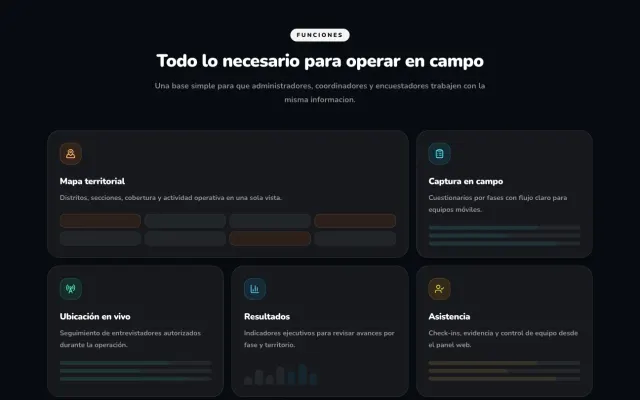 FUNCIONES
Todo lo necesario para operar en campo
Una base simple para que administradores, coordinadores y encuestadores trabajen con la
misma informacion.
Mapa territorial
Distritos, secciones, cobertura y actividad operativa en una sola vista.
Captura en campo
Cuestionarios por fases con flujo claro para
equipos móviles.
Ubicación en vivo
Seguimiento de entrevistadores autorizados
durante la operación.
Resultados
Indicadores ejecutivos para revisar avances por
fase y territorio.
Asistencia
Check-ins, evidencia y control de equipo desde
el panel web.